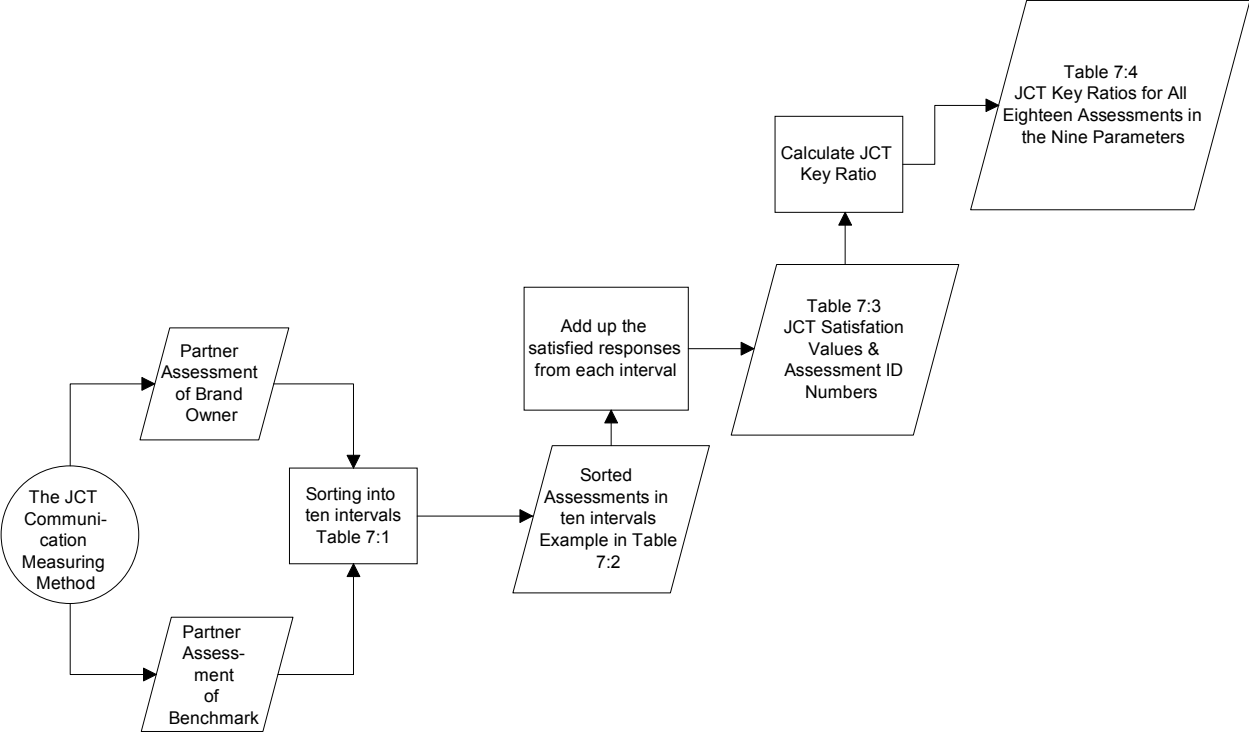 The JCT
Communi-
cation
Measuring
Method
Partner
Assessment
of Brand
Owner
Partner
Assess-
ment
of
Benchmark
Sorting into
ten intervals
Table 7:1
Sorted
Assessments in
ten intervals
Example in Table
7:2
Add up the
satisfied responses
from each interval
Table 7:3
JCT Satisfation
Values &
Assessment ID
Numbers
Calculate JCT
Key Ratio
Table 7:4
JCT Key Ratios for All
Eighteen Assessments in
the Nine Parameters